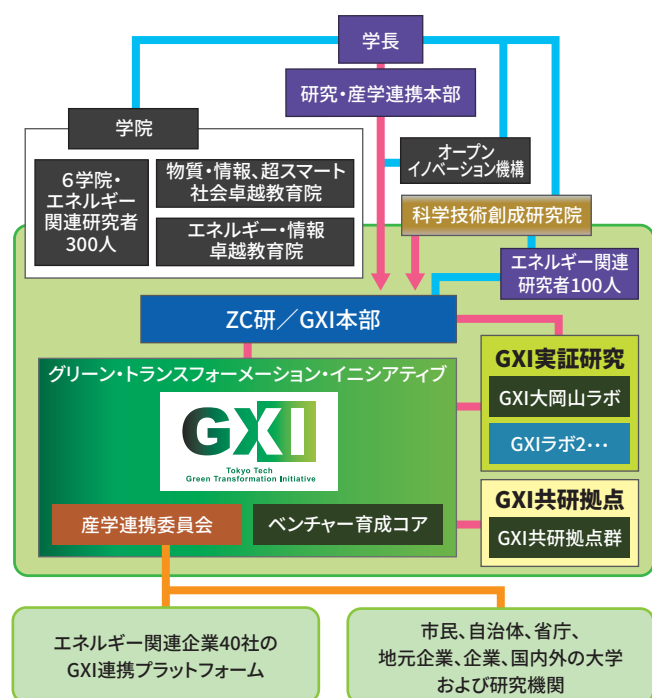 学長
研究・産学連携本部
学院
オープン
イノベーション機構
6学院・
エネルギー
関連研究者
300人
物質・情報、超スマート
社会卓越教育院
エネルギー・情報
卓越教育院
科学技術創成研究院
エネルギー関連
研究者100人
ZC研／GXI本部
グリーン・トランスフォーメーション・イニシアティブ
GXI
Tokyo Tech
Green Transformation Initiative
産学連携委員会
ベンチャー育成コア
GXI実証研究
GXI大岡山ラボ
GXIラボ2…
GXI共研拠点
GXI共研拠点群
エネルギー関連企業40社の
GXI連携プラットフォーム
市民、自治体、省庁、
地元企業、企業、国内外の大学
および研究機関